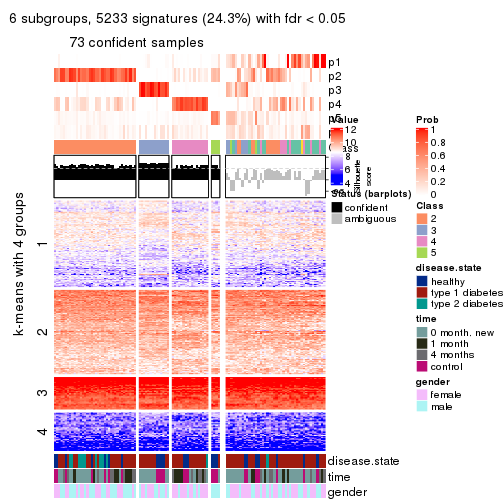 6 subgroups, 5233 signatures (24.3%) with fdr < 0.05
73 confident samples
p1
p2
p3
p4
Value
12
10
6
4
Silhouette
score
Status (barplots)
confident
ambiguous
Prob
1
0.8
0.6
0.4
0.2
0
Class
2
3
4
5
disease.state
healthy
type 1 diabetes
type 2 diabetes
time
0 month. new
1 month
4 months
control
gender
female
male
k-means with 4 groups
1
2
3
4
disease.state
time
gender